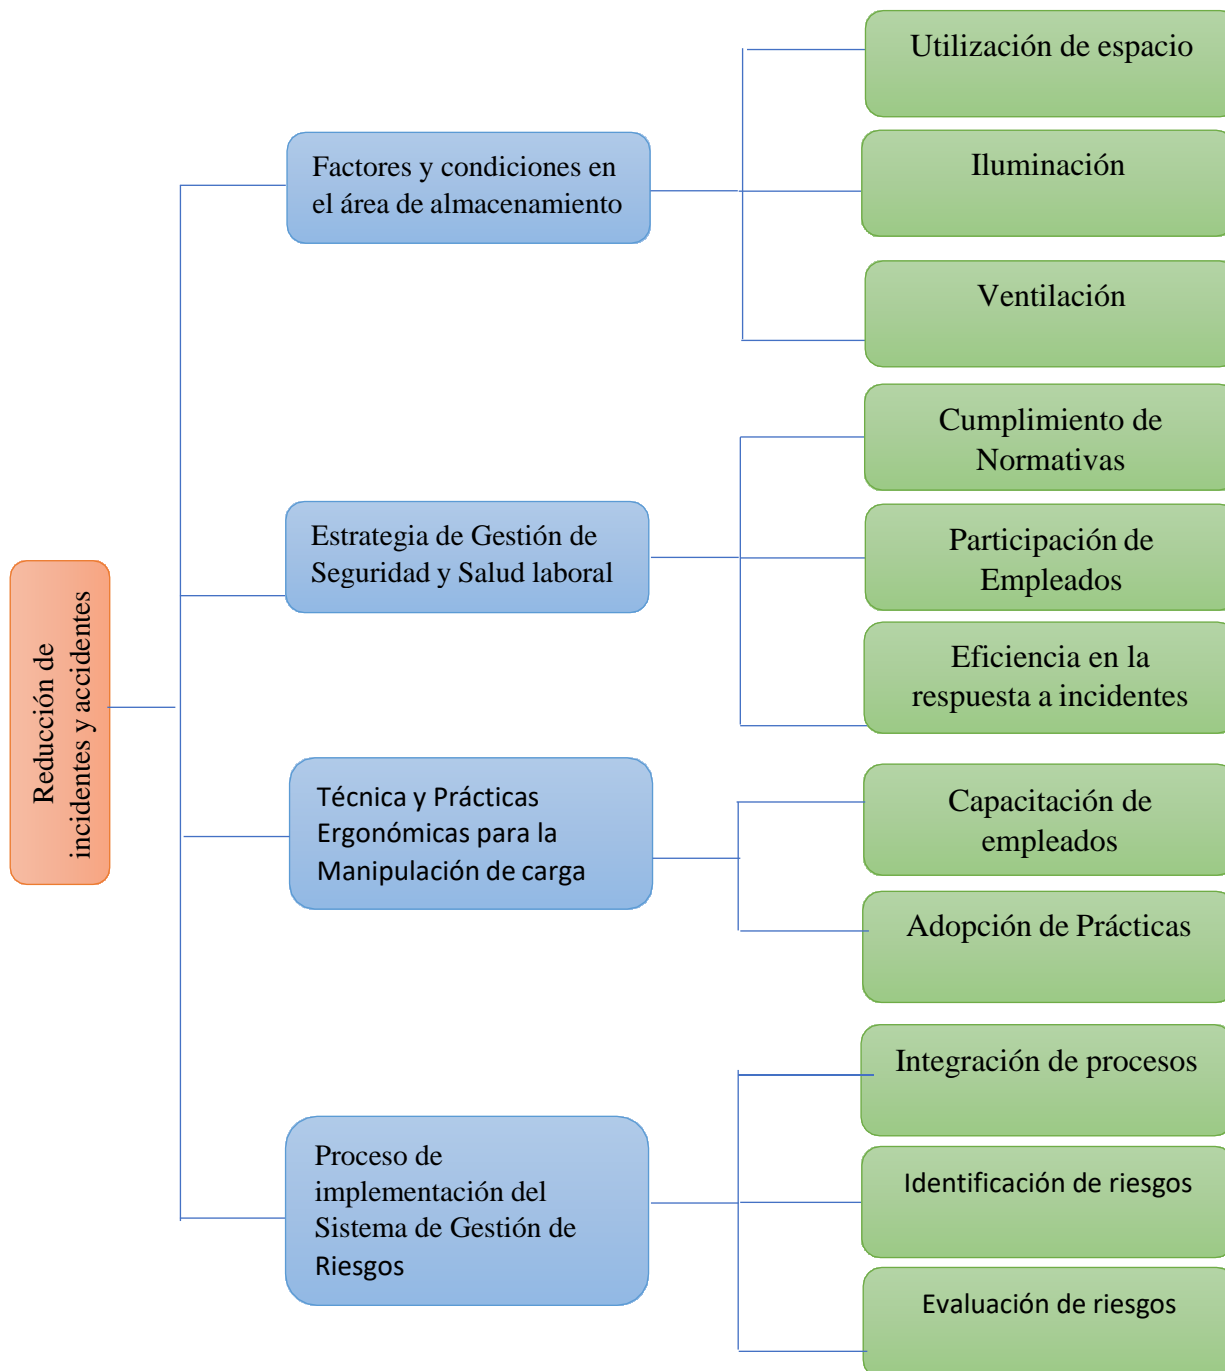 Reducción de
incidentes y accidentes
Factores y condiciones en
el área de almacenamiento
Utilización de espacio
Iluminación
Ventilación
Estrategia de Gestión de
Seguridad y Salud laboral
Cumplimiento de
Normativas
Participación de
Empleados
Eficiencia en la
respuesta a incidentes
Técnica y Prácticas
Ergonómicas para la
Manipulación de carga
Capacitación de
empleados
Adopción de Prácticas
Proceso de
implementación del
Sistema de Gestión de
Riesgos
Integración de procesos
Identificación de riesgos
Evaluación de riesgos